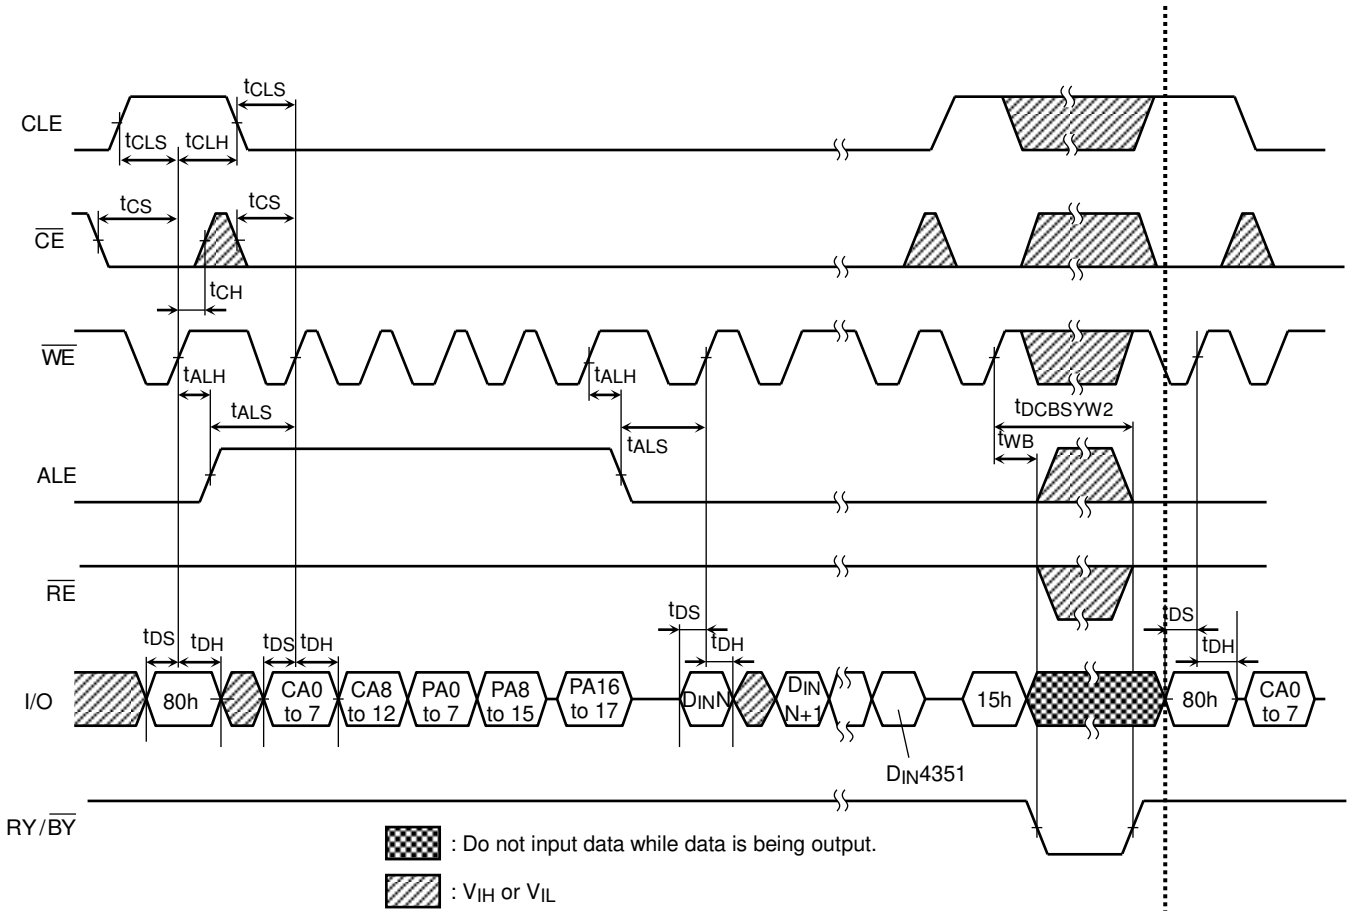 tCLS
CLE
tCLS
tCLH
tCS
tCS
CE
tCH
WE
tALH
tALH
tDCBSYW2
tALS
tALS
tWB
ALE
RE
tDS
tDS
tDH
tDS
tDH
tDH
tDS
tDH
I/O
80h
CA0
to 7
CA8
to 12
PA0
to 7
PA8
to 15
PA16
to 17
DINN
DIN
N+1
15h
80h
CA0
to 7
DIN4351
RY/BY
: Do not input data while data is being output.
: VIH or VIL